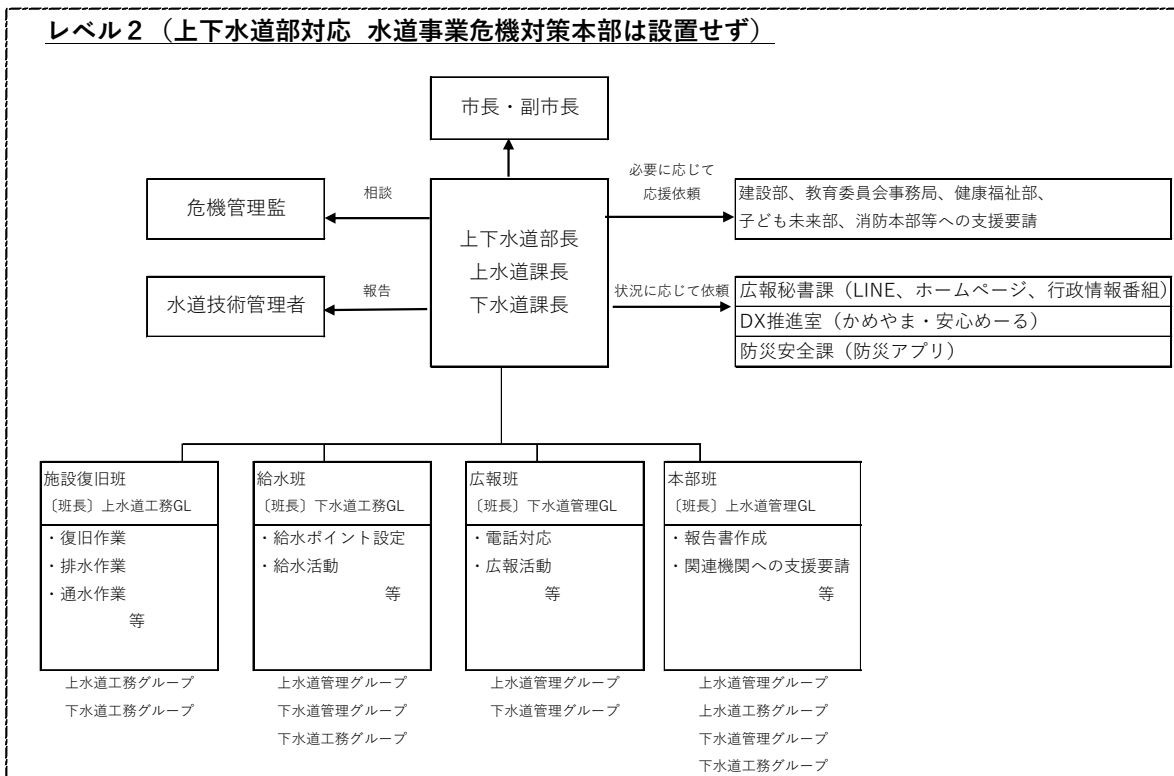 レベル２（上下水道部対応 水道事業危機対策本部は設置せず）
市長・副市長
危機管理監
相談
水道技術管理者
報告
上下水道部長
上水道課長
下水道課長
必要に応じて
応援依頼
建設部、教育委員会事務局、健康福祉部、
子ども未来部、消防本部等への支援要請
状況に応じて依頼
広報秘書課（LINE、ホームページ、行政情報番組）
DX推進室（かめやま・安心めーる）
防災安全課（防災アプリ）
施設復旧班
〔班長〕上水道工務GL
・復旧作業
・排水作業
・通水作業
等
上水道工務グループ
下水道工務グループ
給水班
〔班長〕下水道工務GL
・給水ポイント設定
・給水活動
等
上水道管理グループ
下水道管理グループ
下水道工務グループ
広報班
〔班長〕下水道管理GL
・電話対応
・広報活動
等
上水道管理グループ
下水道管理グループ
本部班
〔班長〕上水道管理GL
・報告書作成
・関連機関への支援要請
等
上水道管理グループ
上水道工務グループ
下水道管理グループ
下水道工務グループ